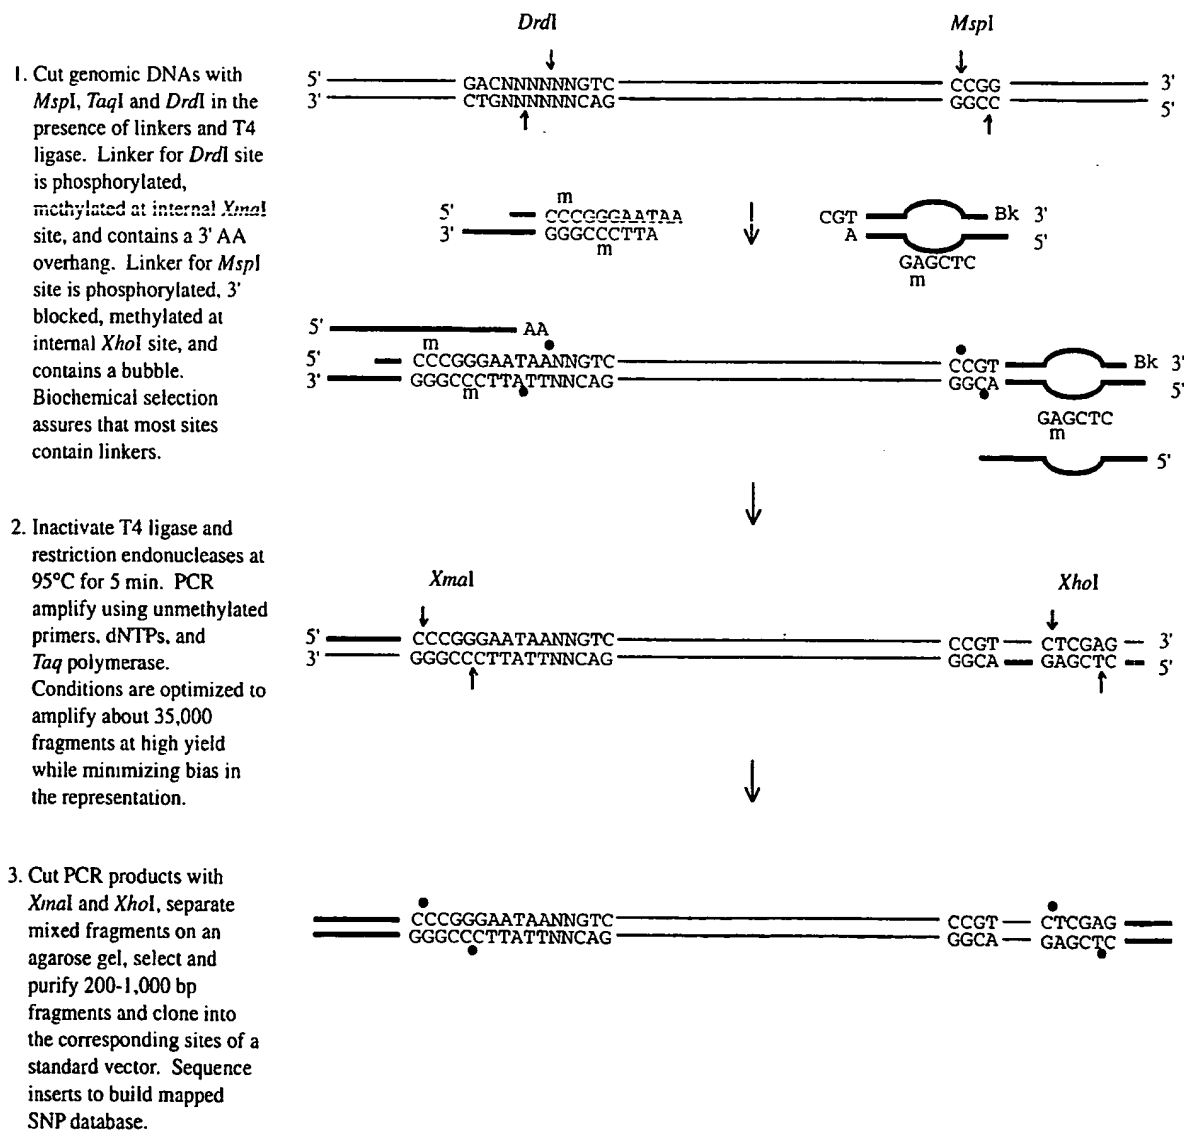 DrdI
MspI
1. Cut genomic DNAs with
MspI, TaqI and DrdI in the
presence of linkers and T4
ligase. Linker for DrdI site
is phosphorylated,
methylated at internal XmaI
site, and contains a 3' AA
overhang. Linker for MspI
site is phosphorylated, 3'
blocked, methylated at
internal XhoI site, and
contains a bubble.
Biochemical selection
assures that most sites
contain linkers.
5' GACNNNNNNGTC CCGG 3'
3' CTGNNNNNNCAG GGCC 5'
m
5' CCCGGGAATAA CGT Bk 3'
3' GGGCCCTTA A 5'
m GAGCTC
m
5' AA
m
5' CCCGGGAATAANNGTC CCGT Bk 3'
3' GGGCCCTTATTNNCAG GGCA 5'
m GAGCTC
m
5'
2. Inactivate T4 ligase and
restriction endonucleases at
95°C for 5 min. PCR
amplify using unmethylated
primers, dNTPs, and
Taq polymerase.
Conditions are optimized to
amplify about 35,000
fragments at high yield
while minimizing bias in
the representation.
XmaI XhoI
5' CCCGGGAATAANNGTC CCGT CTCGAG 3'
3' GGGCCCTTATTNNCAG GGCA GAGCTC 5'
3. Cut PCR products with
XmaI and XhoI, separate
mixed fragments on an
agarose gel, select and
purify 200-1,000 bp
fragments and clone into
the corresponding sites of a
standard vector. Sequence
inserts to build mapped
SNP database.
CCCGGGAATAANNGTC CCGT CTCGAG
GGGCCCTTATTNNCAG GGCA GAGCTC